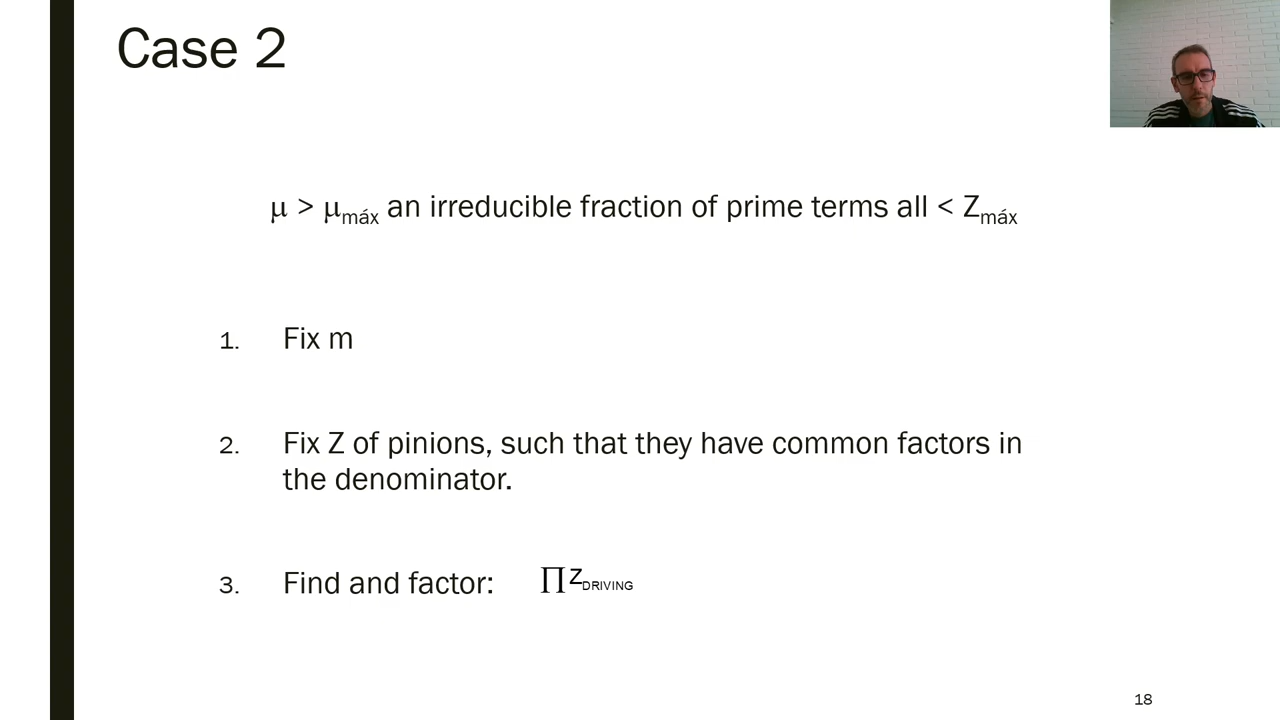 Case 2
μ > μmáx an irreducible fraction of prime terms all < Zmáx
1. Fix m
2. Fix Z of pinions, such that they have common factors in
the denominator.
3. Find and factor: ∏ZDRIVING
18